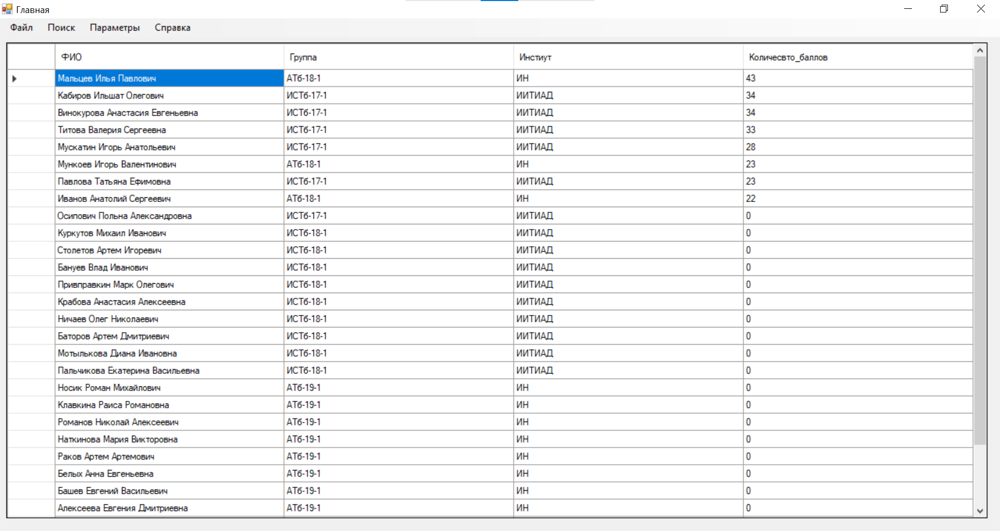 Главная
Файл Поиск Параметры Справка
ФИО Группа Инстиут Количесвто_баллов
Мальцев Илья Павлович АТб-18-1 ИН 43
Кабиров Ильшат Олегович ИСТб-17-1 ИИТИАД 34
Винокурова Анастасия Евгеньевна ИСТб-17-1 ИИТИАД 34
Титова Валерия Сергеевна ИСТб-17-1 ИИТИАД 33
Мускатин Игорь Анатольевич ИСТб-17-1 ИИТИАД 28
Мункоев Игорь Валентинович АТб-18-1 ИН 23
Павлова Татьяна Ефимовна ИСТб-17-1 ИИТИАД 23
Иванов Анатолий Сергеевич АТб-18-1 ИН 22
Осипович Польна Александровна ИСТб-17-1 ИИТИАД 0
Куркутов Михаил Иванович ИСТб-18-1 ИИТИАД 0
Столетов Артем Игоревич ИСТб-18-1 ИИТИАД 0
Бануев Влад Иванович ИСТб-18-1 ИИТИАД 0
Привправкин Марк Олегович ИСТб-18-1 ИИТИАД 0
Крабова Анастасия Алексеевна ИСТб-18-1 ИИТИАД 0
Ничаев Олег Николаевич ИСТб-18-1 ИИТИАД 0
Баторов Артем Дмитриевич ИСТб-18-1 ИИТИАД 0
Мотылькова Диана Ивановна ИСТб-18-1 ИИТИАД 0
Пальчикова Екатерина Васильевна ИСТб-18-1 ИИТИАД 0
Носик Роман Михайлович АТб-19-1 ИН 0
Клавкина Раиса Романовна АТб-19-1 ИН 0
Романов Николай Алексеевич АТб-19-1 ИН 0
Наткинова Мария Викторовна АТб-19-1 ИН 0
Раков Артем Артемович АТб-19-1 ИН 0
Белых Анна Евгеньевна АТб-19-1 ИН 0
Башев Евгений Васильевич АТб-19-1 ИН 0
Алексеева Евгения Дмитриевна АТб-19-1 ИН 0